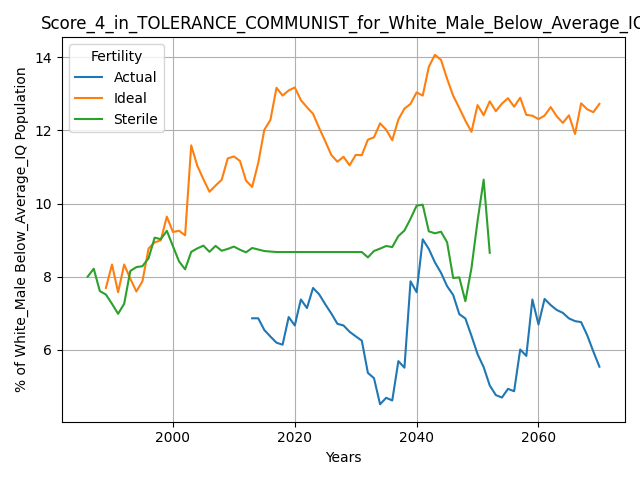 Score_4_in_TOLERANCE_COMMUNIST_for_White_Male_Below_Average_IQ
Fertility
Actual
Ideal
Sterile
% of White_Male Below_Average_IQ Population
14
12
10
8
6
2000
2020
2040
2060
Years